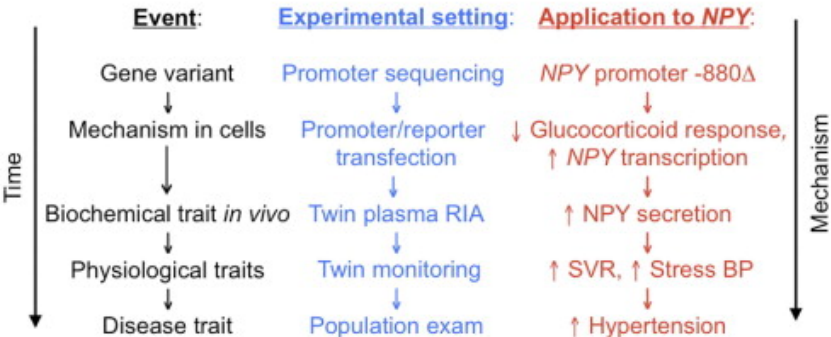 Event: Experimental setting: Application to NPY:
Gene variant Promoter sequencing NPY promoter -880Δ
Mechanism in cells Promoter/reporter ↓ Glucocorticoid response,
transfection ↑ NPY transcription
Biochemical trait in vivo Twin plasma RIA ↑ NPY secretion
Physiological traits Twin monitoring ↑ SVR, ↑ Stress BP
Disease trait Population exam ↑ Hypertension
Time
Mechanism